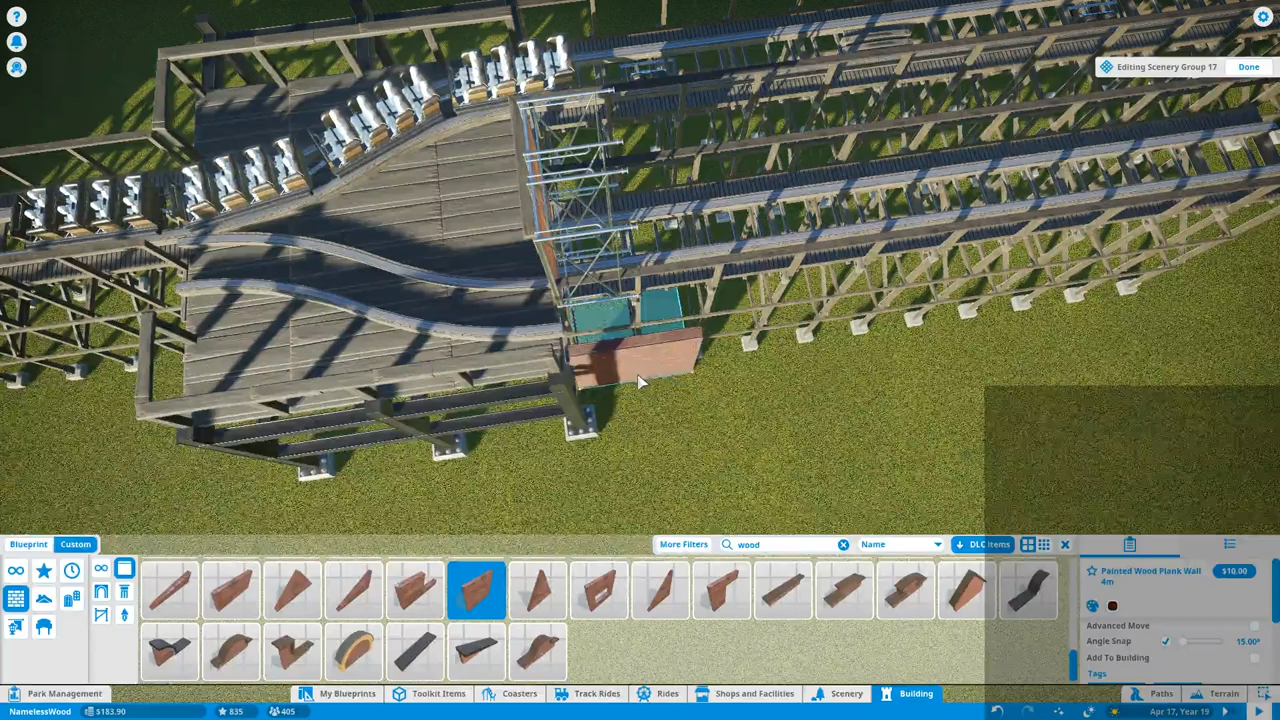 Editing Scenery Group 17 Done
Blueprint Custom More Filters wood Name DLC Items
Painted Wood Plank Wall 4m $10.00
Advanced Move
Angle Snap 15.00°
Add To Building
Tags
Park Management My Blueprints Toolkit Items Coasters Track Rides Rides Shops and Facilities Scenery Building Paths Terrain
NamelessWood $183.90 835 405 Apr 17, Year 19